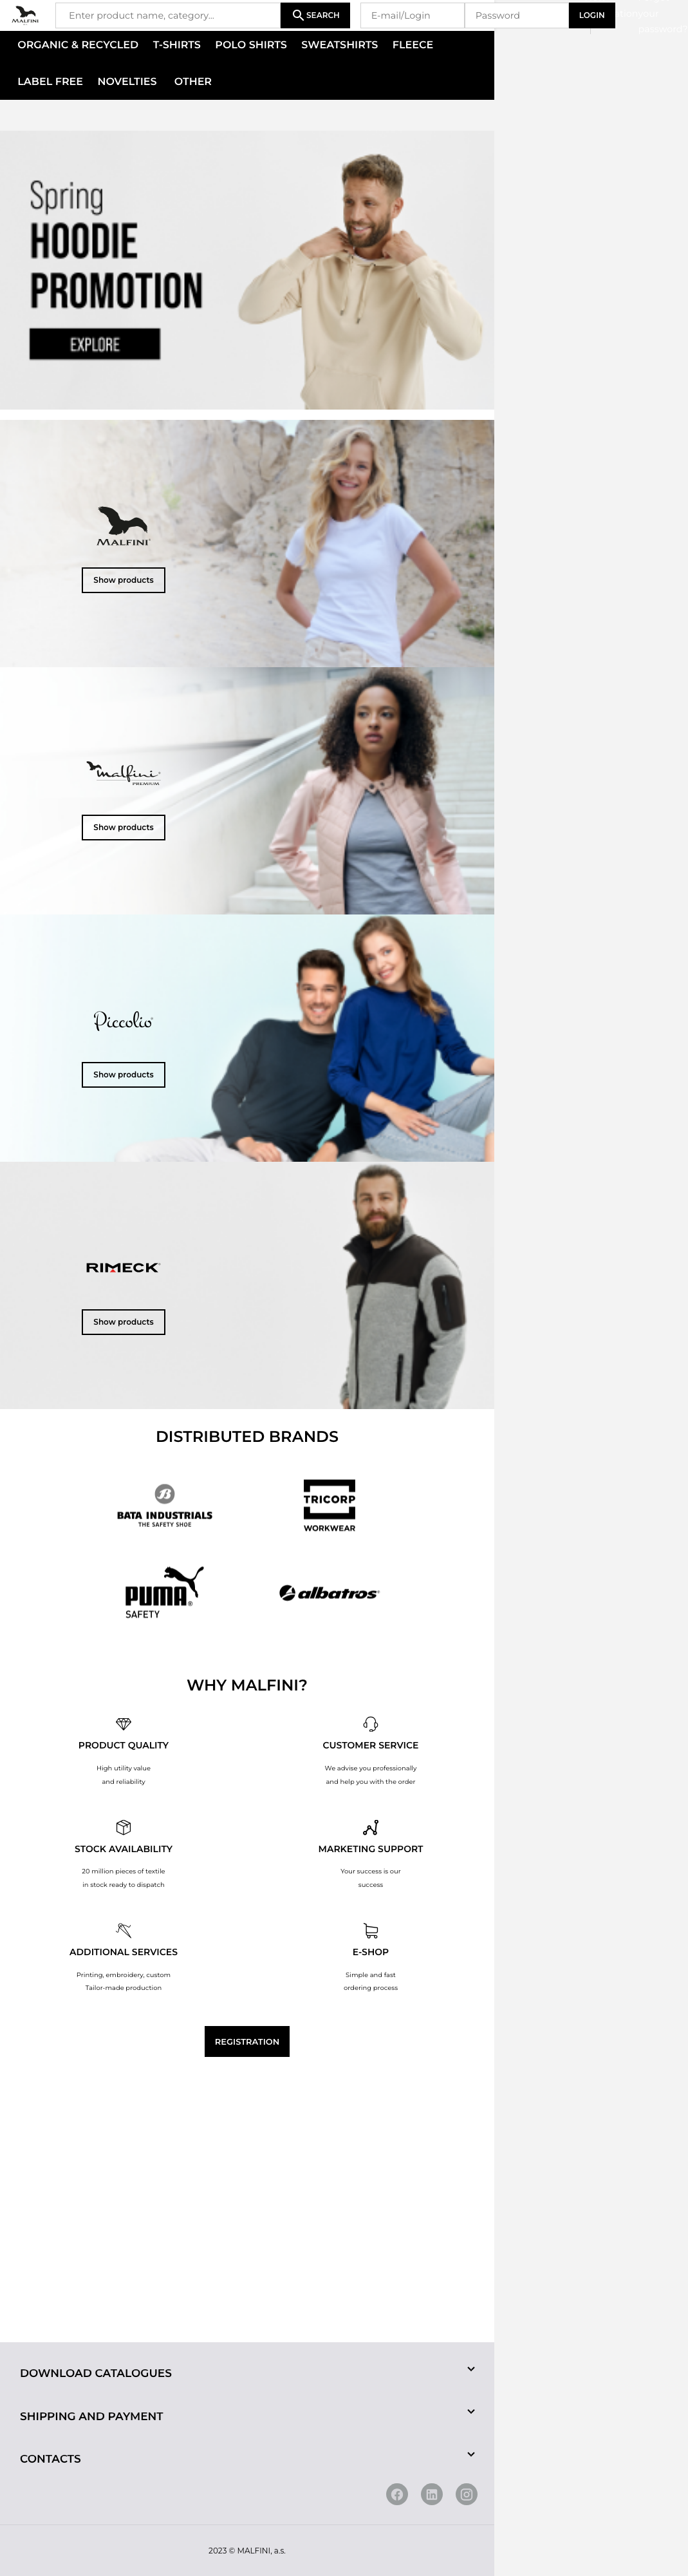 MALFINI
Enter product name, category...
SEARCH
E-mail/Login
Password
LOGIN
ORGANIC & RECYCLED T-SHIRTS POLO SHIRTS SWEATSHIRTS FLEECE
LABEL FREE NOVELTIES OTHER
Spring
HOODIE
PROMOTION
EXPLORE
MALFINI
Show products
malfini
PREMIUM
Show products
Piccolio
Show products
RIMECK
Show products
DISTRIBUTED BRANDS
B
BATA INDUSTRIALS
THE SAFETY SHOE
TRICORP
WORKWEAR
PUMA®
SAFETY
albatros®
WHY MALFINI?
PRODUCT QUALITY
High utility value
and reliability
CUSTOMER SERVICE
We advise you professionally
and help you with the order
STOCK AVAILABILITY
20 million pieces of textile
in stock ready to dispatch
MARKETING SUPPORT
Your success is our
success
ADDITIONAL SERVICES
Printing, embroidery, custom
Tailor-made production
E-SHOP
Simple and fast
ordering process
REGISTRATION
DOWNLOAD CATALOGUES
SHIPPING AND PAYMENT
CONTACTS
2023 © MALFINI, a.s.